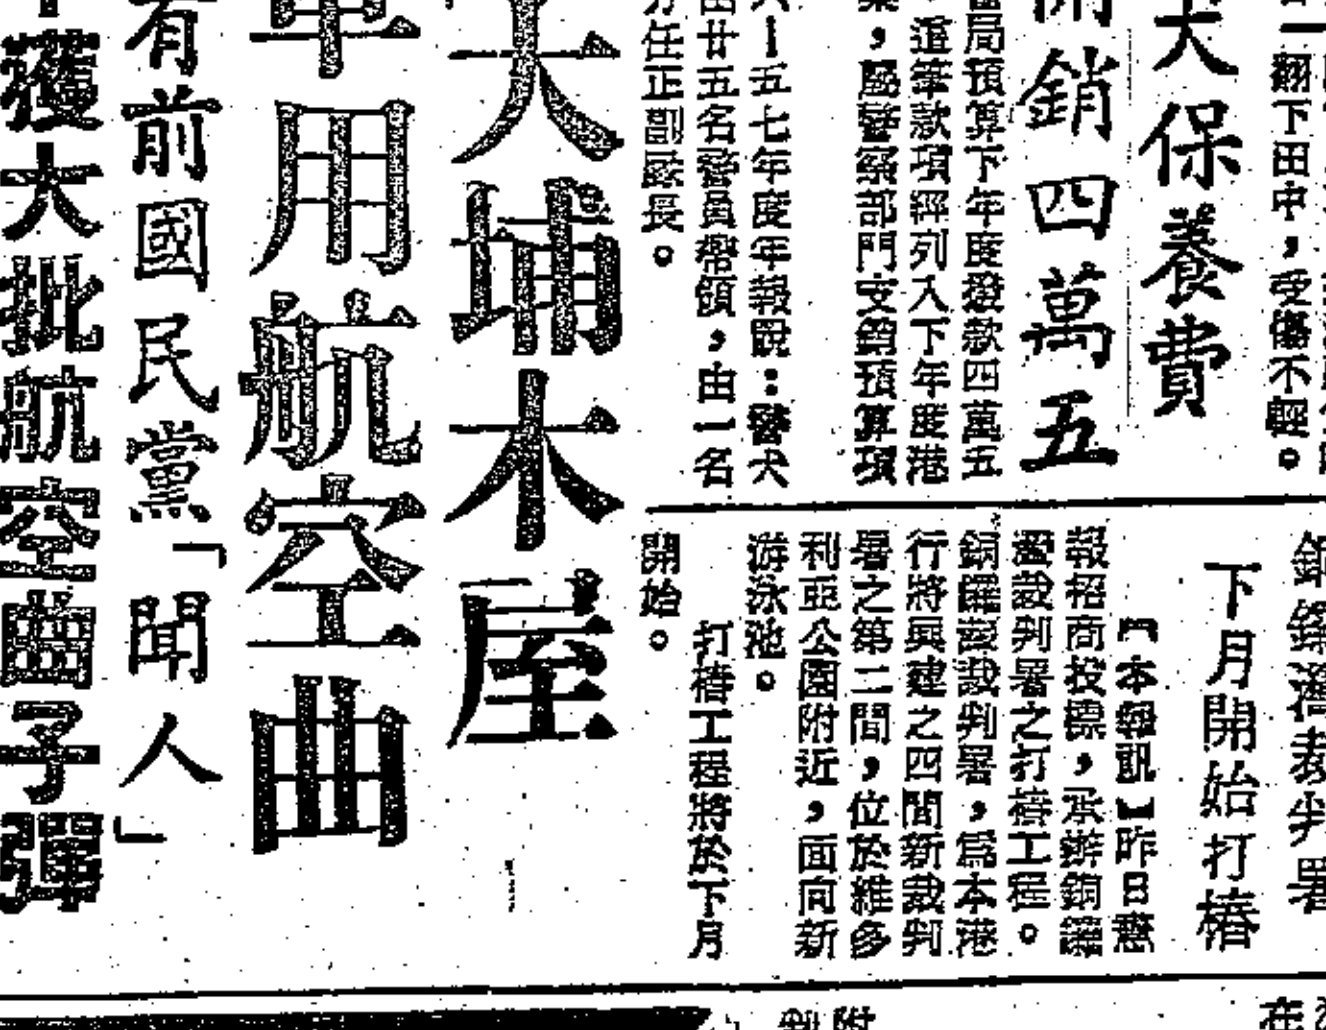 一翻下田中，受傷不輕。
犬保養費
開銷四萬五
當局預算下年度撥款四萬五
，這筆款項經列入下年度港
，屬警察部門支銷預算項
六—五七年度年報說：警犬
由廿五名警員帶領，由一名
任正副隊長。
銅鑼灣裁判署
下月開始打樁
【本報訊】昨日憲
報招商投標，承辦銅鑼
灣裁判署之打樁工程。
銅鑼灣裁判署，爲本港
行將興建之四間新裁判
署之第二間，位於維多
利亞公園附近，面向新
游泳池。
打樁工程將於下月
開始。
大埔木屋
軍用航空曲
有前國民黨「聞人」
獲大批航空曲子彈
附
在